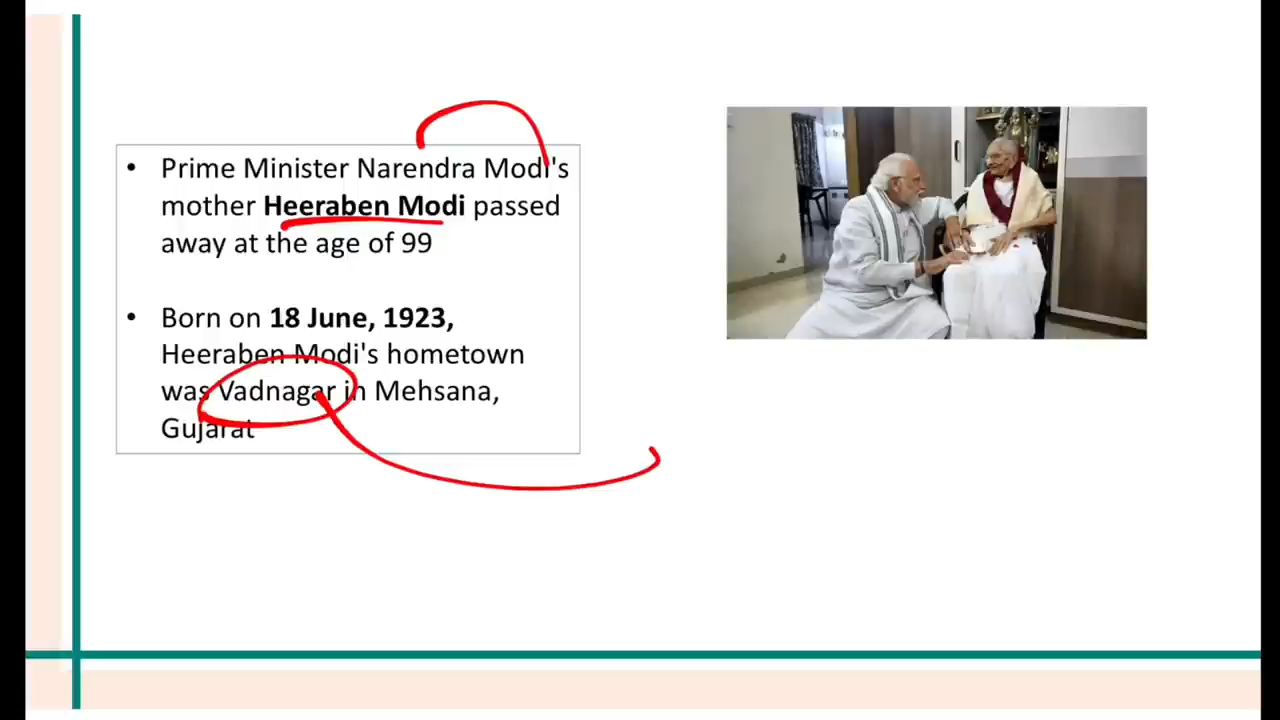 • Prime Minister Narendra Modi's
mother Heeraben Modi passed
away at the age of 99
• Born on 18 June, 1923,
Heeraben Modi's hometown
was Vadnagar in Mehsana,
Gujarat